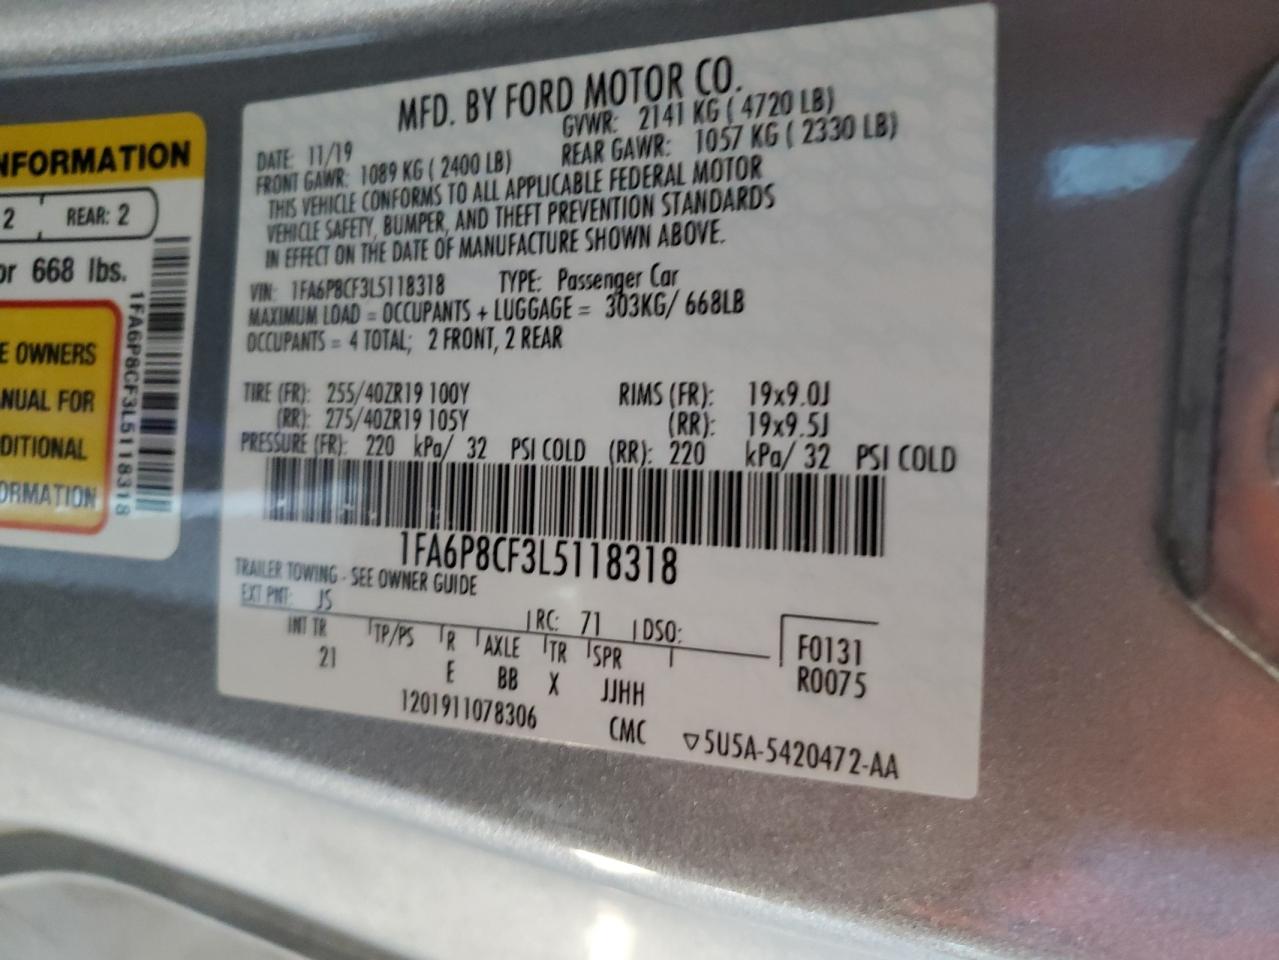 NFORMATION
2 REAR: 2
or 668 lbs.
E OWNERS
NUAL FOR
DITIONAL
ORMATION
1FA6P8CF3L5118318
MFD. BY FORD MOTOR CO.
DATE: 11/19 GVWR: 2141 KG ( 4720 LB)
FRONT GAWR: 1089 KG ( 2400 LB) REAR GAWR: 1057 KG ( 2330 LB)
THIS VEHICLE CONFORMS TO ALL APPLICABLE FEDERAL MOTOR
VEHICLE SAFETY, BUMPER, AND THEFT PREVENTION STANDARDS
IN EFFECT ON THE DATE OF MANUFACTURE SHOWN ABOVE.
VIN: 1FA6P8CF3L5118318 TYPE: Passenger Car
MAXIMUM LOAD = OCCUPANTS + LUGGAGE = 303KG/ 668LB
OCCUPANTS = 4 TOTAL; 2 FRONT, 2 REAR
TIRE (FR): 255/40ZR19 100Y RIMS (FR): 19x9.0J
(RR): 275/40ZR19 105Y (RR): 19x9.5J
PRESSURE (FR): 220 kPa/ 32 PSI COLD (RR): 220 kPa/ 32 PSI COLD
1FA6P8CF3L5118318
TRAILER TOWING - SEE OWNER GUIDE
EXT PNT: JS RC: 71 DSO:
INT TR TP/PS R AXLE TR SPR F0131
21 E BB X JJHH R0075
1201911078306 CMC ▽5U5A-5420472-AA